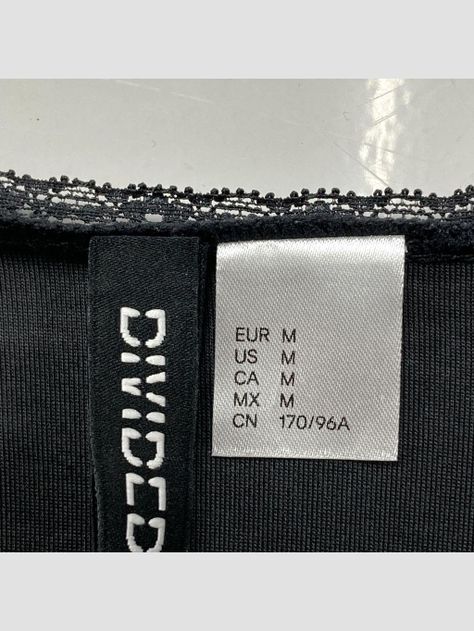 DIVIDED
EUR M
US M
CA M
MX M
CN 170/96A